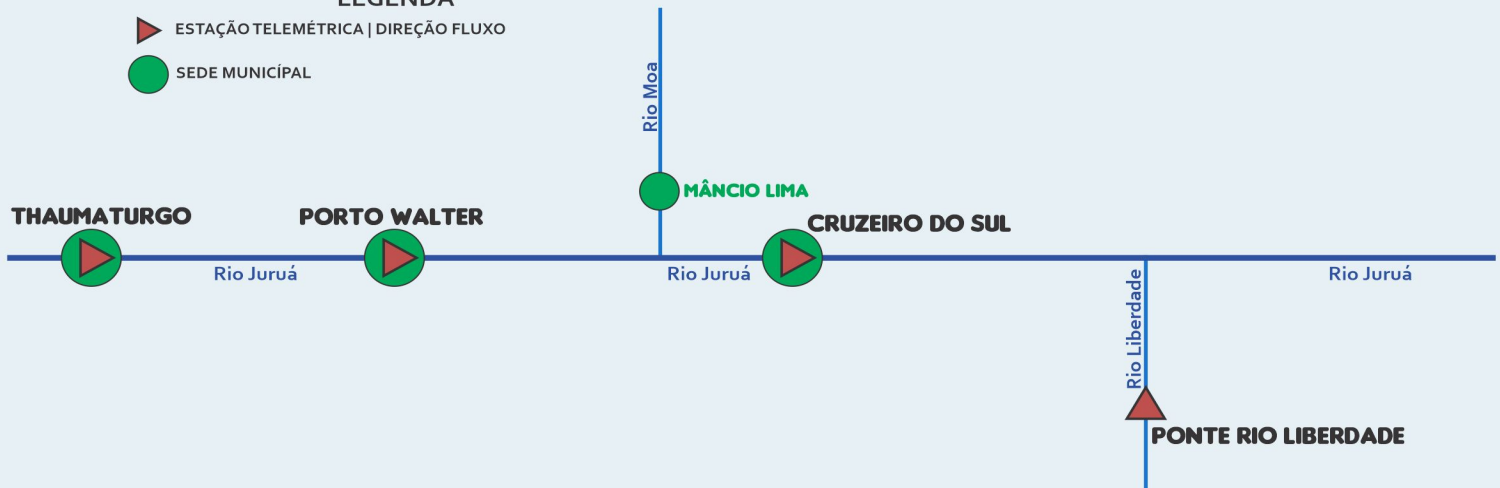 LEGENDA
ESTAÇÃO TELEMÉTRICA | DIREÇÃO FLUXO
SEDE MUNICÍPAL
Rio Moa
MÂNCIO LIMA
THAUMATURGO
PORTO WALTER
CRUZEIRO DO SUL
Rio Juruá
Rio Juruá
Rio Juruá
Rio Liberdade
PONTE RIO LIBERDADE